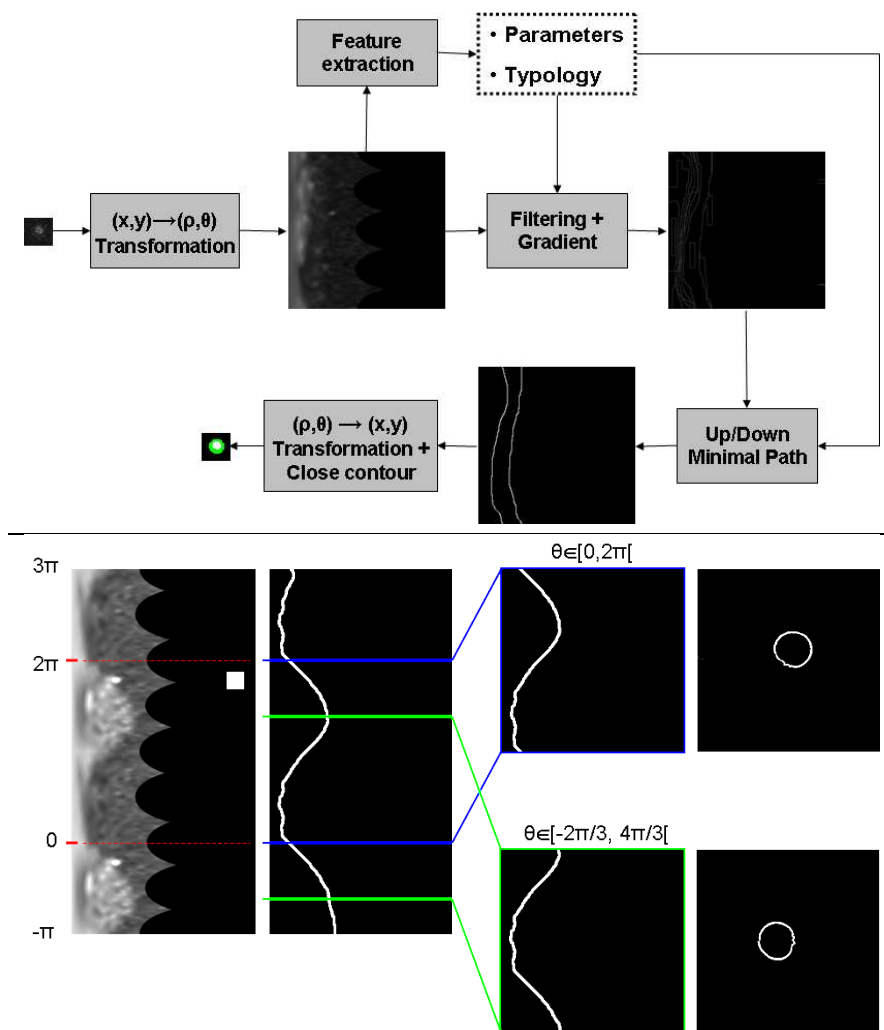 Feature
extraction
• Parameters
• Typology
(x,y)→(ρ,θ)
Transformation
Filtering +
Gradient
(ρ,θ) → (x,y)
Transformation +
Close contour
Up/Down
Minimal Path
3π
2π
0
-π
θ∈[0,2π[
θ∈[-2π/3, 4π/3[